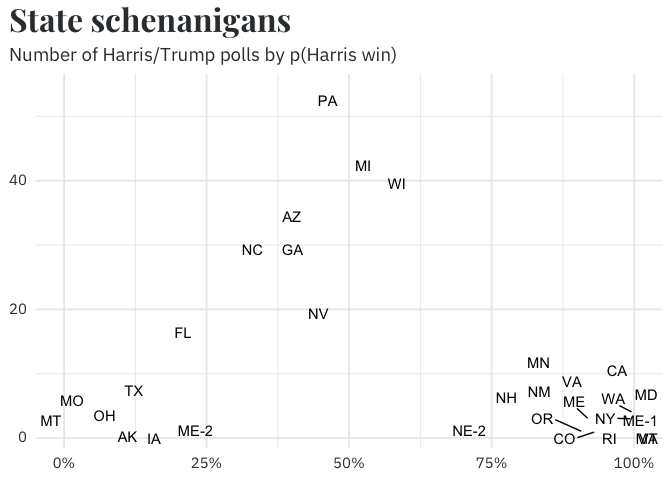 State schenanigans
Number of Harris/Trump polls by p(Harris win)
PA
MI
40
WI
AZ
NC
GA
20
NV
FL
MN
CA
VA
TX
NM
MD
NH
WA
MO
ME
OH
OR
NY
MT
ME-1
ME-2
NE-2
0
AK
IA
CO
RI
0%
25%
50%
75%
100%